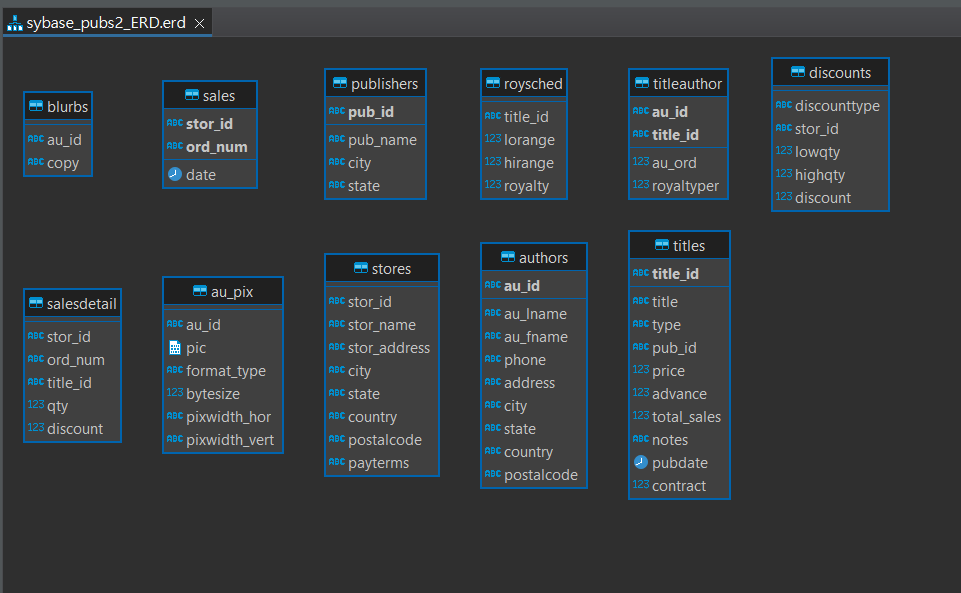 sybase_pubs2_ERD.erd
blurbs
ABC au_id
ABC copy
sales
ABC stor_id
ABC ord_num
date
publishers
ABC pub_id
ABC pub_name
ABC city
ABC state
roysched
ABC title_id
123 lorange
123 hirange
123 royalty
titleauthor
ABC au_id
ABC title_id
123 au_ord
123 royaltyper
discounts
ABC discounttype
ABC stor_id
123 lowqty
123 highqty
123 discount
salesdetail
ABC stor_id
ABC ord_num
ABC title_id
123 qty
123 discount
au_pix
ABC au_id
pic
ABC format_type
123 bytesize
ABC pixwidth_hor
ABC pixwidth_vert
stores
ABC stor_id
ABC stor_name
ABC stor_address
ABC city
ABC state
ABC country
ABC postalcode
ABC payterms
authors
ABC au_id
ABC au_lname
ABC au_fname
ABC phone
ABC address
ABC city
ABC state
ABC country
ABC postalcode
titles
ABC title_id
ABC title
ABC type
ABC pub_id
123 price
123 advance
123 total_sales
ABC notes
pubdate
123 contract